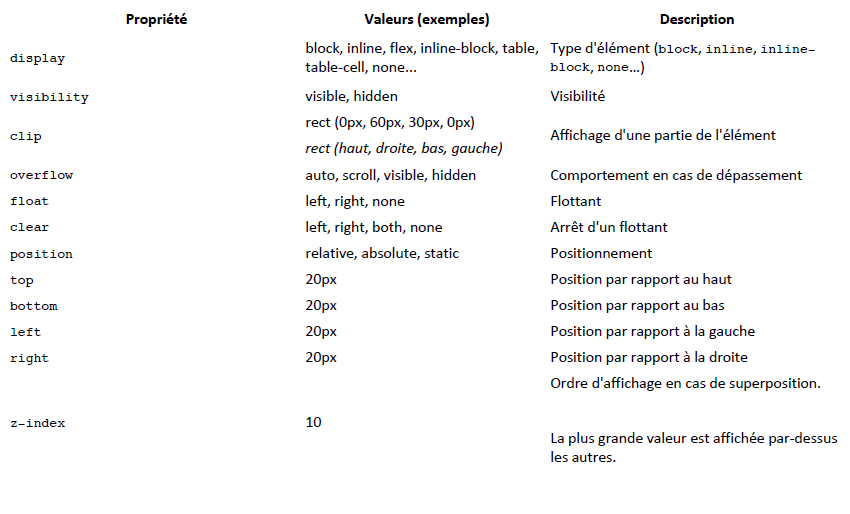 Propriété Valeurs (exemples) Description
display block, inline, flex, inline-block, table, table-cell, none... Type d'élément (block, inline, inline-block, none…)
visibility visible, hidden Visibilité
clip rect (0px, 60px, 30px, 0px) rect (haut, droite, bas, gauche) Affichage d'une partie de l'élément
overflow auto, scroll, visible, hidden Comportement en cas de dépassement
float left, right, none Flottant
clear left, right, both, none Arrêt d'un flottant
position relative, absolute, static Positionnement
top 20px Position par rapport au haut
bottom 20px Position par rapport au bas
left 20px Position par rapport à la gauche
right 20px Position par rapport à la droite
z-index 10 Ordre d'affichage en cas de superposition.
La plus grande valeur est affichée par-dessus
les autres.